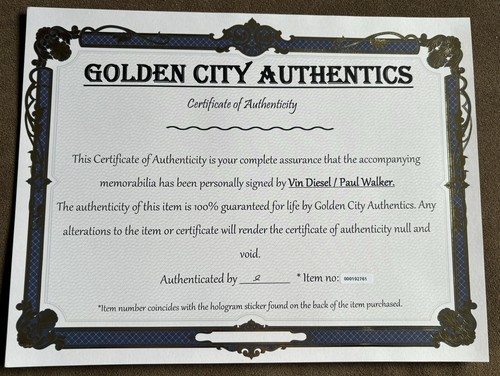 GOLDEN CITY AUTHENTICS
Certificate of Authenticity
This Certificate of Authenticity is your complete assurance that the accompanying
memorabilia has been personally signed by Vin Diesel / Paul Walker.
The authenticity of this item is 100% guaranteed for life by Golden City Authentics. Any
alterations to the item or certificate will render the certificate of authenticity null and
void.
Authenticated by * Item no: 000192761
*Item number coincides with the hologram sticker found on the back of the item purchased.